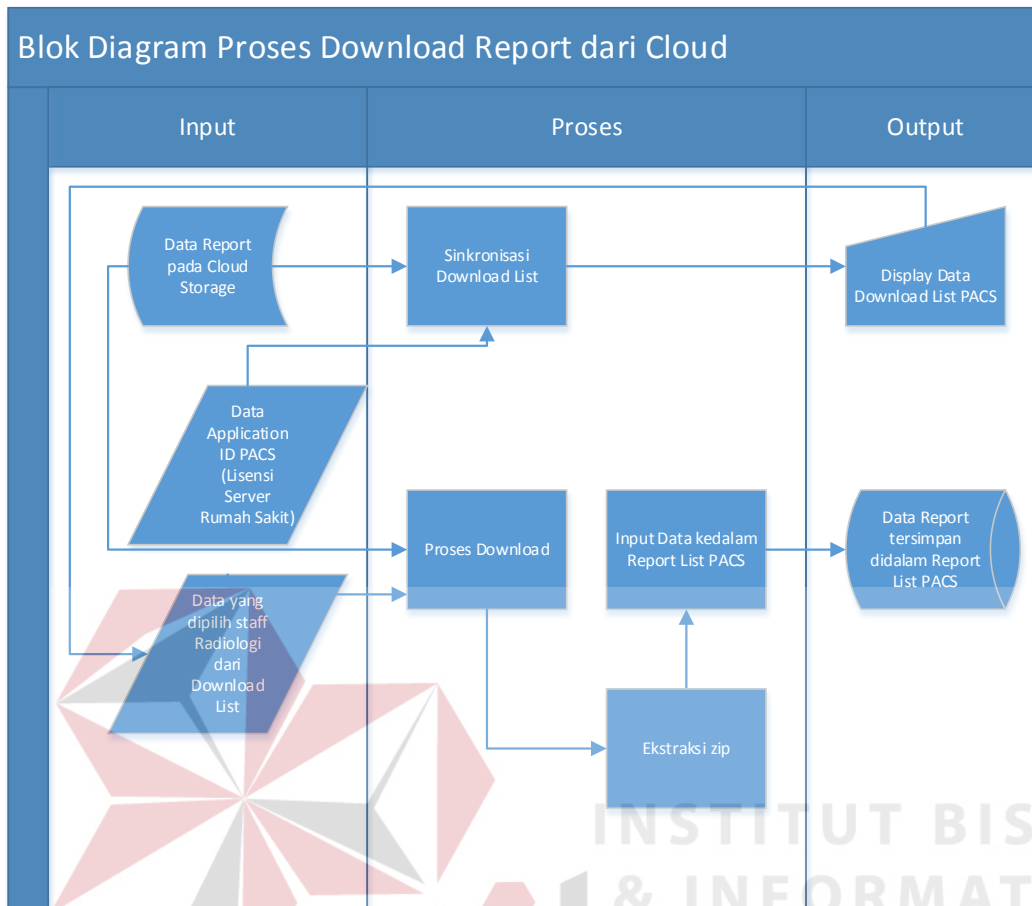 Blok Diagram Proses Download Report dari Cloud
Input
Proses
Output
Data Report
pada Cloud
Storage
Sinkronisasi
Download List
Display Data
Download List PACS
Data
Application
ID PACS
(Lisensi
Server
Rumah Sakit)
Proses Download
Input Data kedalam
Report List PACS
Data Report
tersimpan
didalam Report
List PACS
Data yang
dipilih staff
Radiologi
dari
Download
List
Ekstraksi zip
INSTITUT BIS
& INFORMAT